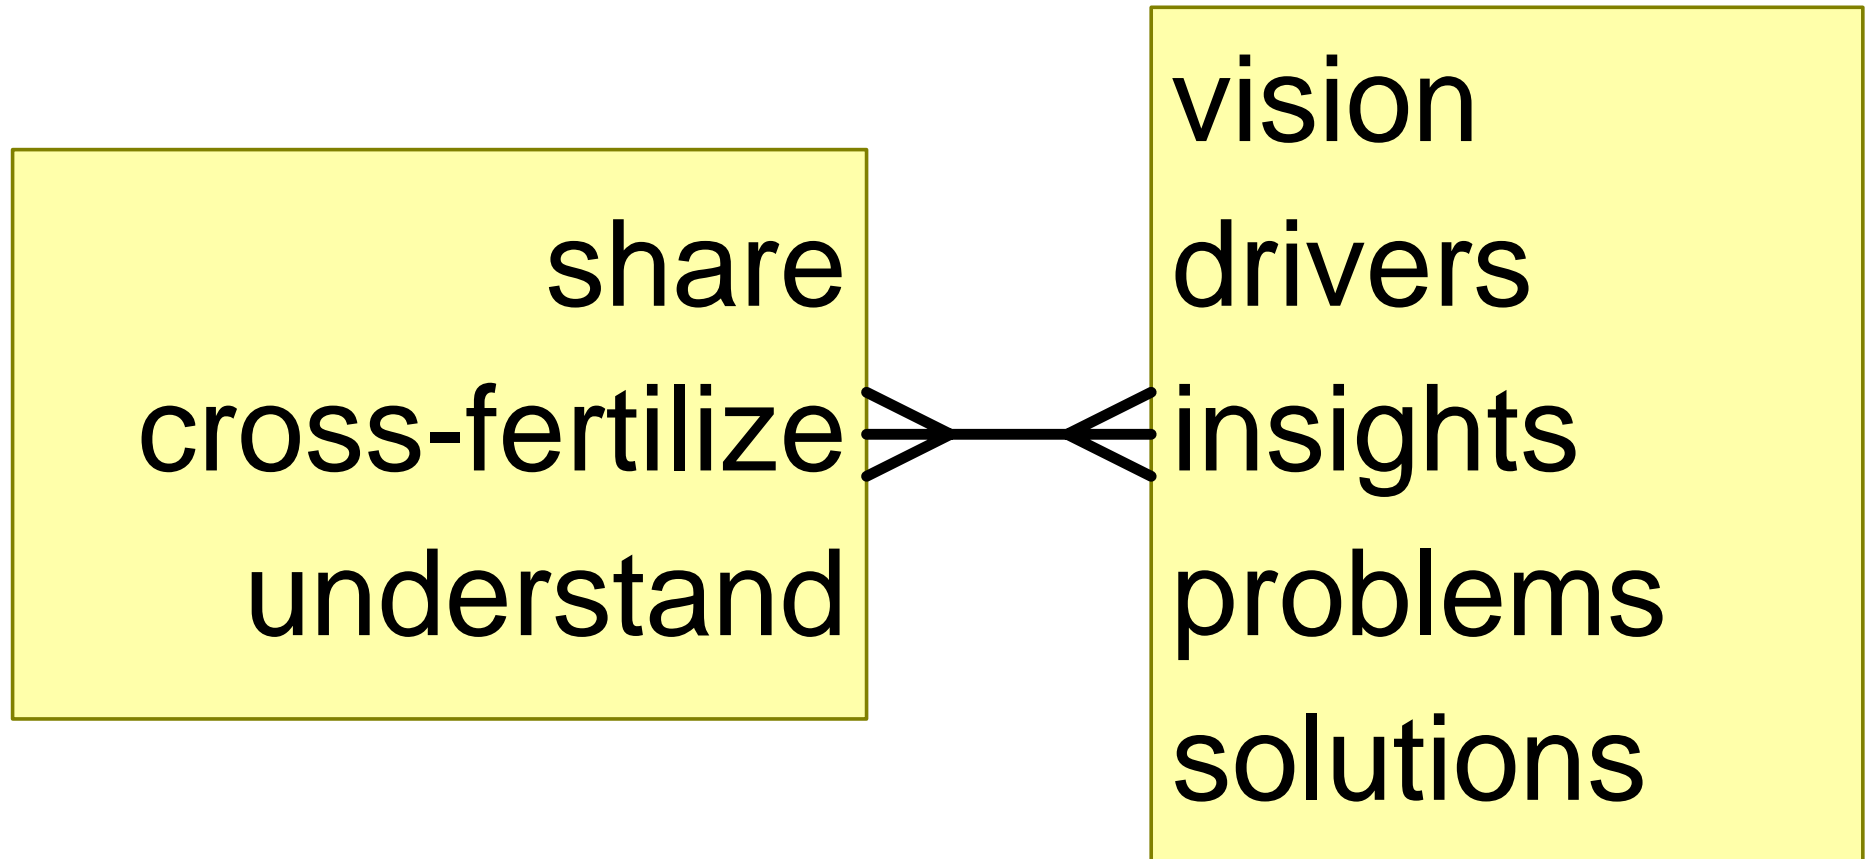 share
cross-fertilize
understand
vision
drivers
insights
problems
solutions